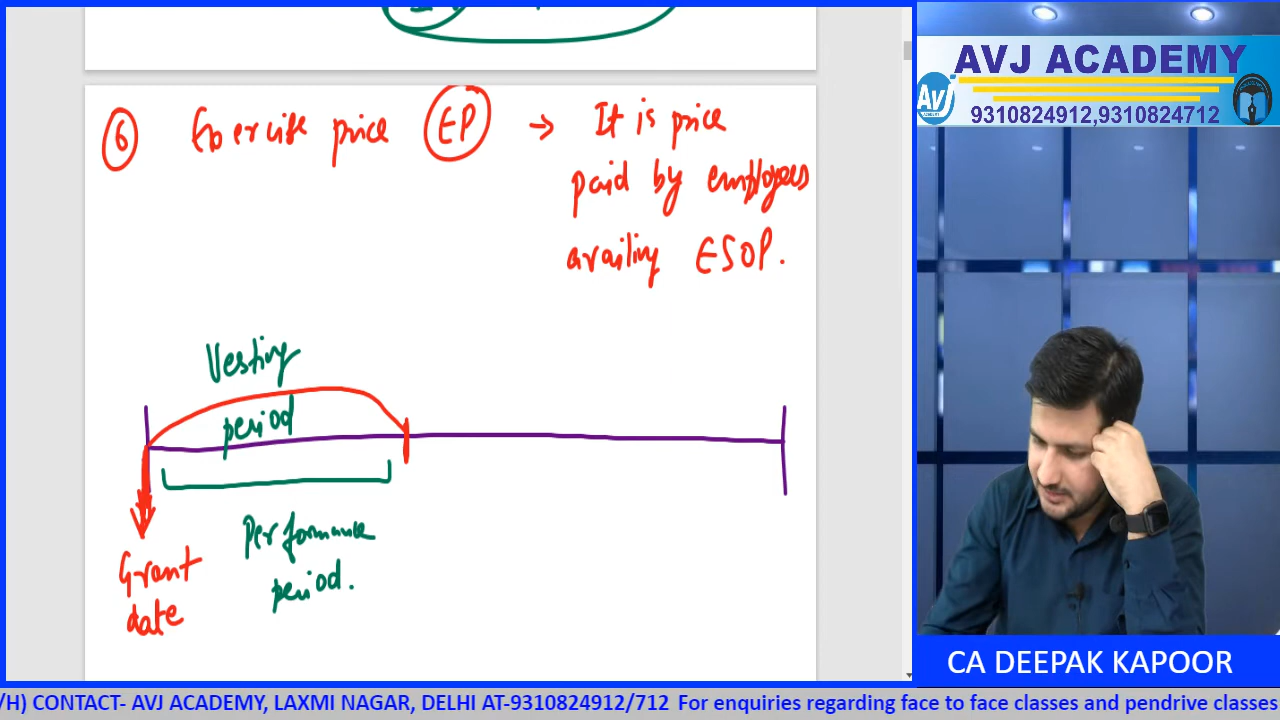 6 Exercise price EP → It is price
paid by employees
availing ESOP.
Vesting
period
Performance
period.
Grant
date
AVJ ACADEMY
AVJ
9310824912,9310824712
CA DEEPAK KAPOOR
/H) CONTACT- AVJ ACADEMY, LAXMI NAGAR, DELHI AT-9310824912/712 For enquiries regarding face to face classes and pendrive classes